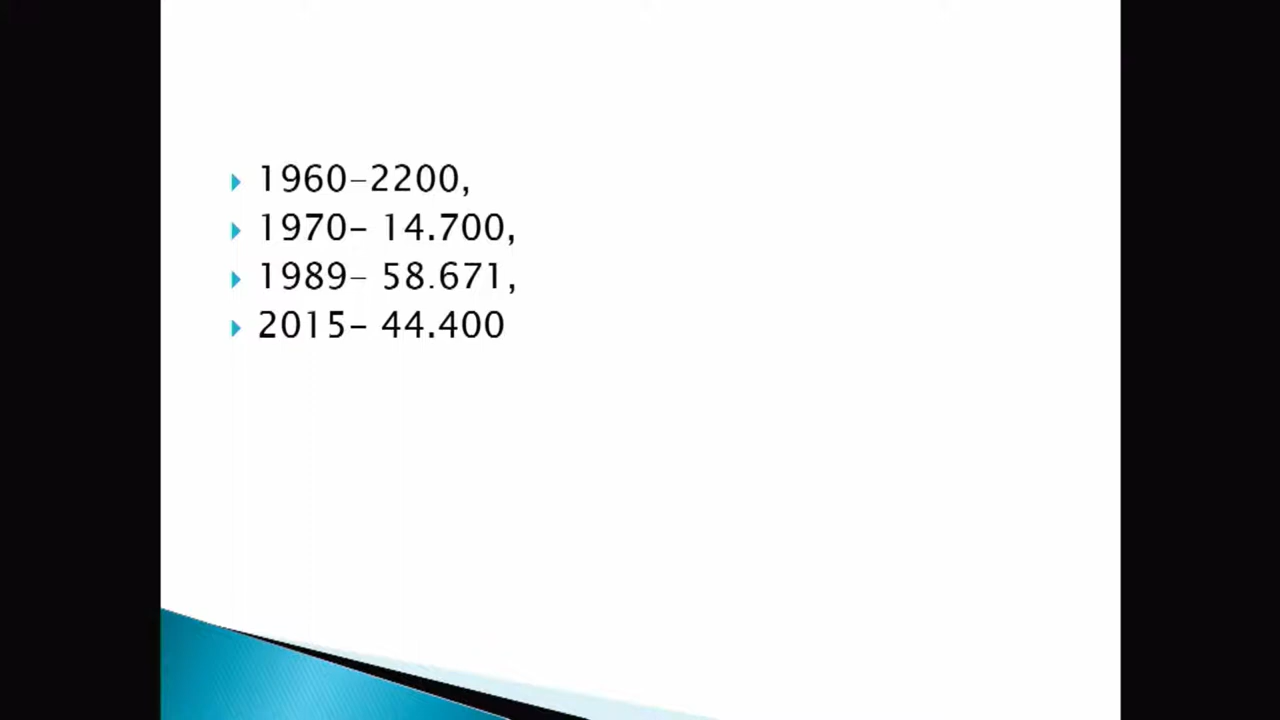 1960-2200,
1970- 14.700,
1989- 58.671,
2015- 44.400